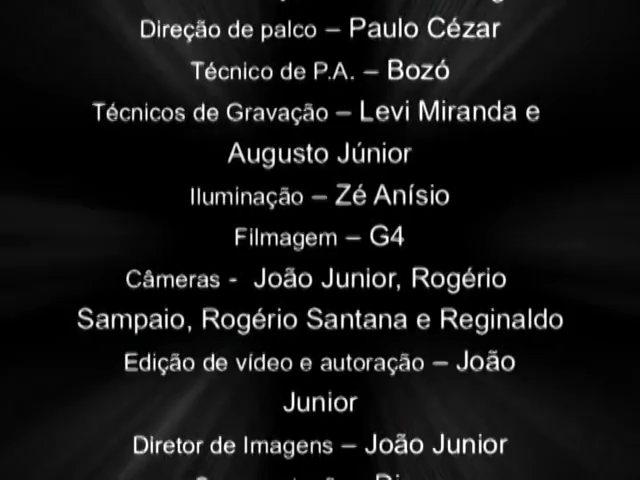 Direção de palco – Paulo Cézar
Técnico de P.A. – Bozó
Técnicos de Gravação – Levi Miranda e
Augusto Júnior
Iluminação – Zé Anísio
Filmagem – G4
Câmeras - João Junior, Rogério
Sampaio, Rogério Santana e Reginaldo
Edição de vídeo e autoração – João
Junior
Diretor de Imagens – João Junior